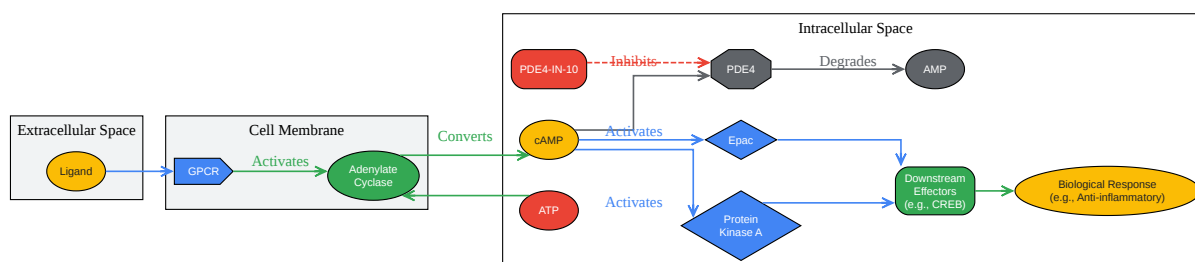 Extracellular Space
Ligand
Cell Membrane
GPCR
Activates
Adenylate
Cyclase
Converts
Intracellular Space
PDE4-IN-10
Inhibits
PDE4
Degrades
AMP
cAMP
Activates
Epac
ATP
Activates
Protein
Kinase A
Downstream
Effectors
(e.g., CREB)
Biological Response
(e.g., Anti-inflammatory)